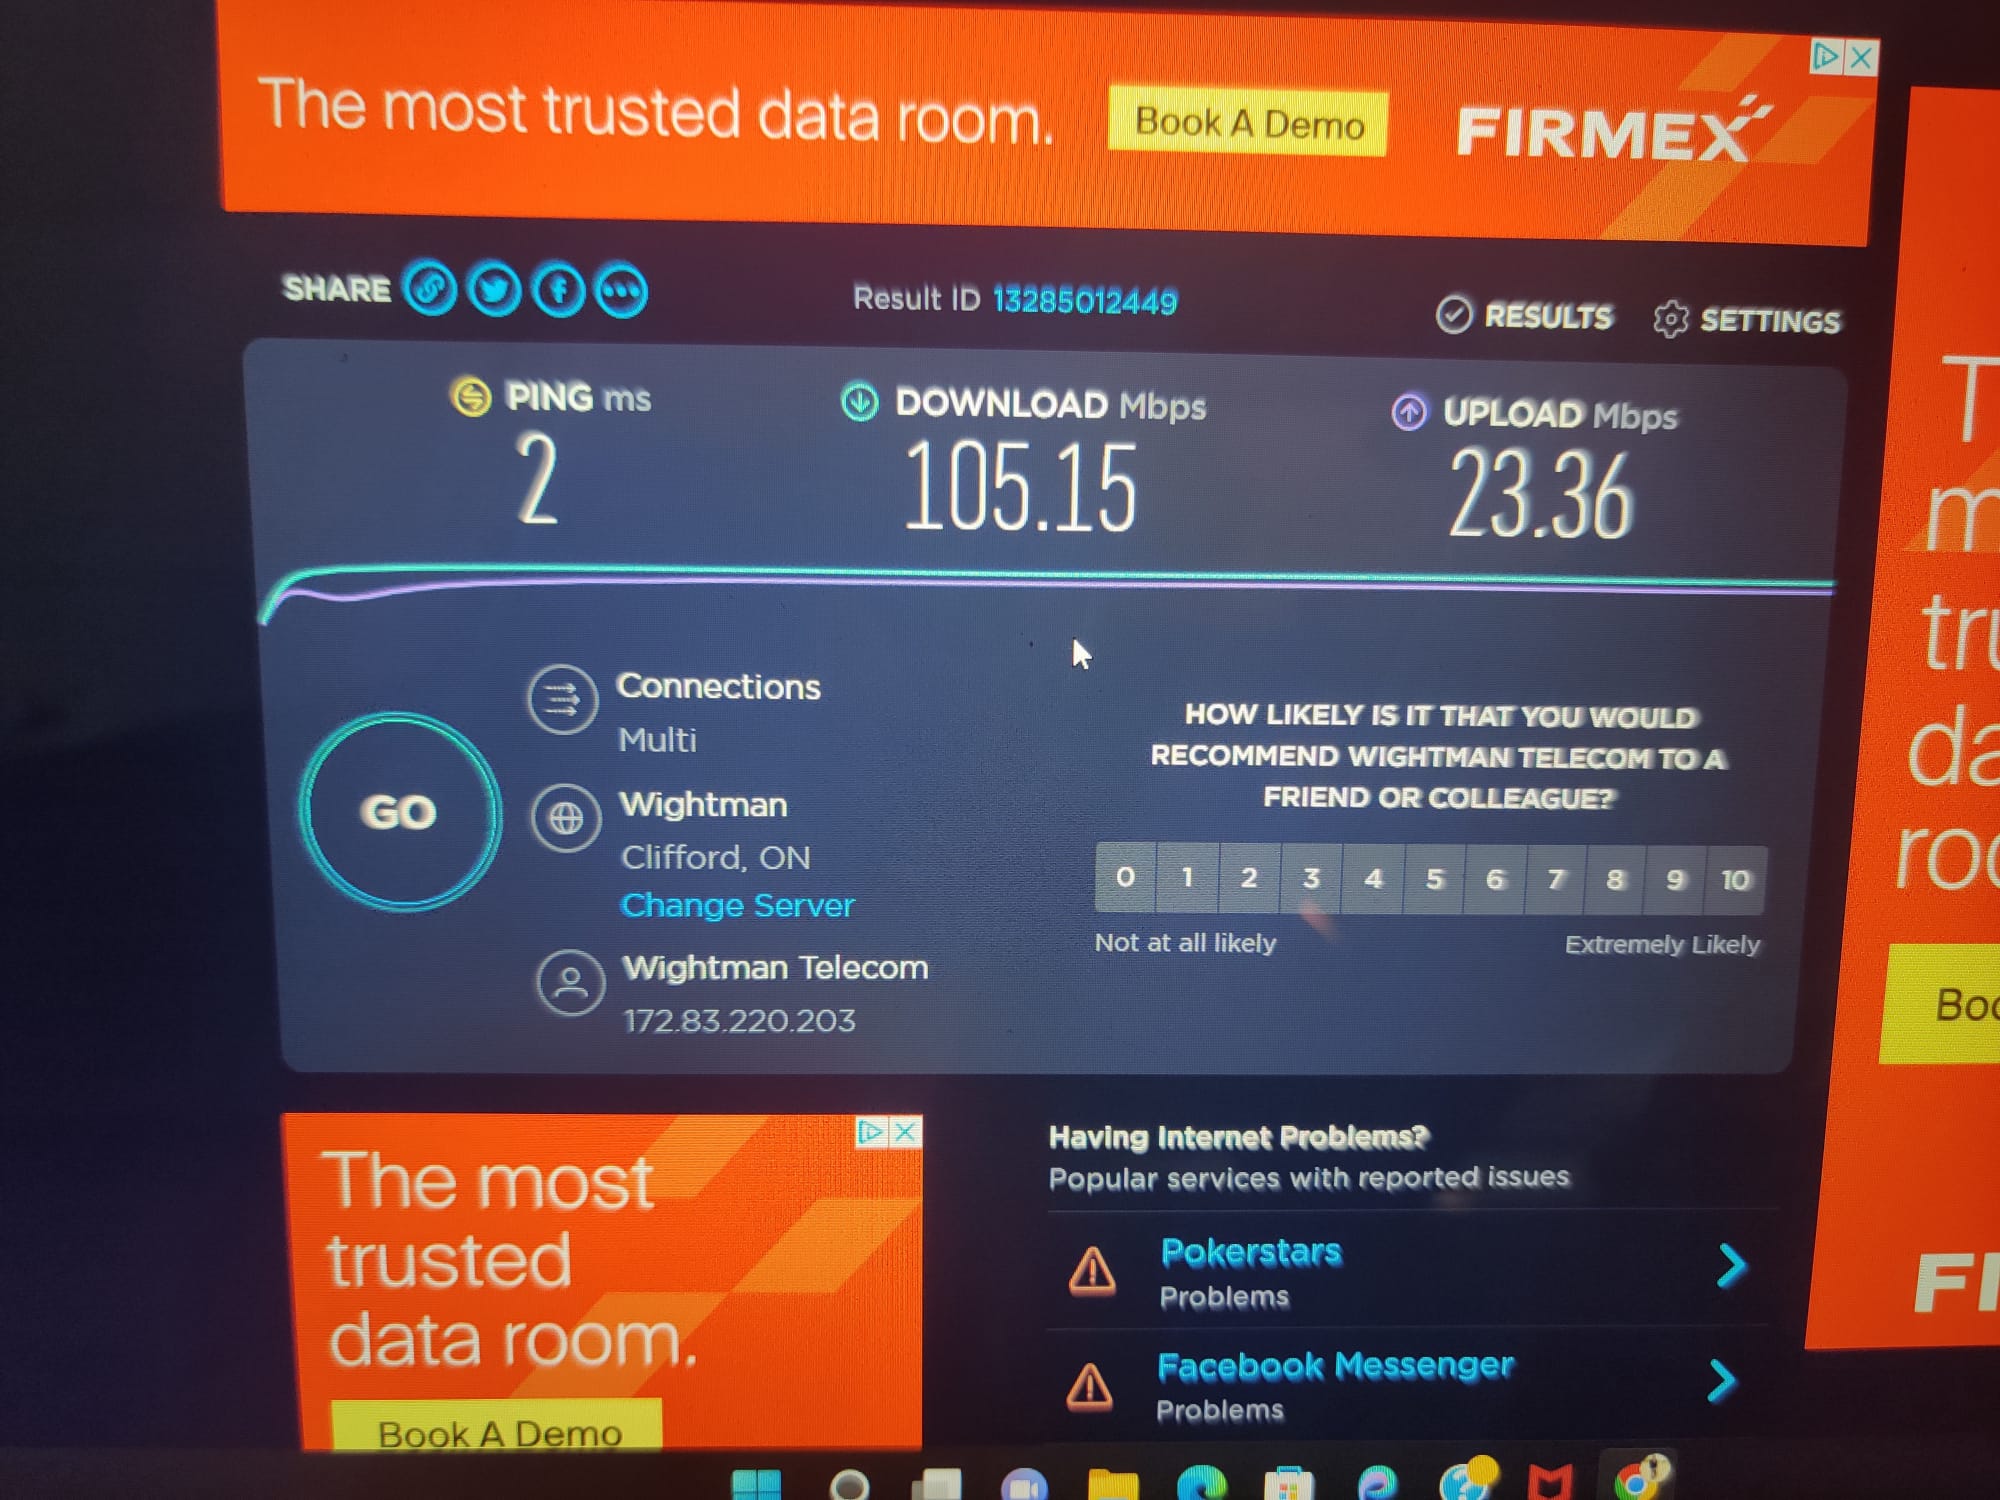 The most trusted data room.
Book A Demo
FIRMEX
SHARE
Result ID 13285012449
RESULTS
SETTINGS
PING ms
2
DOWNLOAD Mbps
105.15
UPLOAD Mbps
23.36
GO
Connections
Multi
Wightman
Clifford, ON
Change Server
Wightman Telecom
172.83.220.203
HOW LIKELY IS IT THAT YOU WOULD
RECOMMEND WIGHTMAN TELECOM TO A
FRIEND OR COLLEAGUE?
0 1 2 3 4 5 6 7 8 9 10
Not at all likely
Extremely Likely
The most
trusted
data room.
Book A Demo
Having Internet Problems?
Popular services with reported issues
Pokerstars
Problems
Facebook Messenger
Problems
T
m
tru
da
roo
Boo
FI